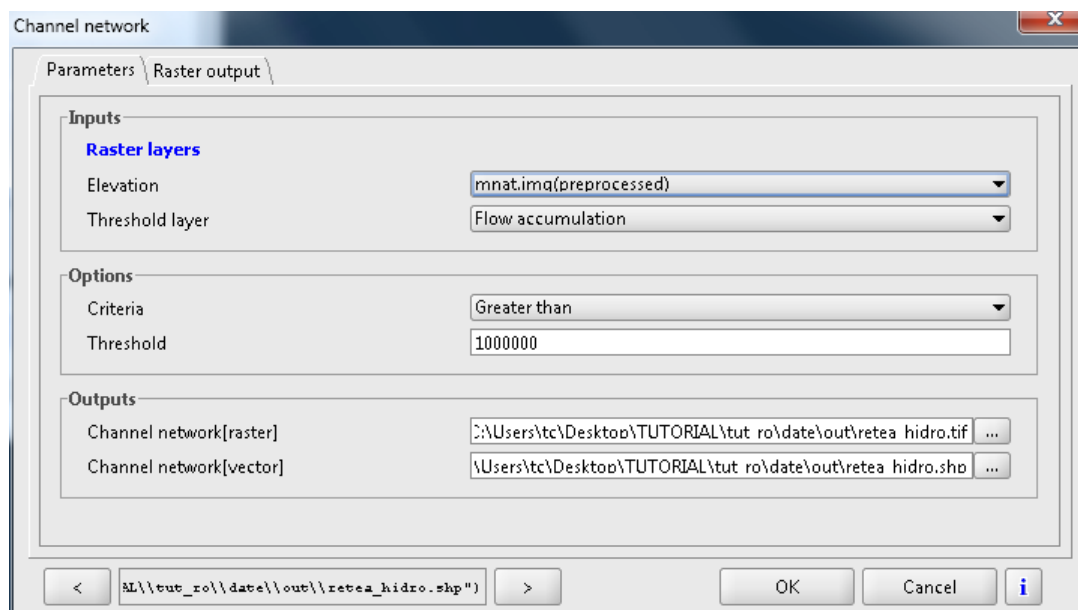 Channel network
x
Parameters Raster output
Inputs
Raster layers
Elevation mnat.img(preprocessed)
Threshold layer Flow accumulation
Options
Criteria Greater than
Threshold 1000000
Outputs
Channel network[raster] C:\Users\tc\Desktop\TUTORIAL\tut_ro\date\out\retea_hidro.tif ...
Channel network[vector] \Users\tc\Desktop\TUTORIAL\tut_ro\date\out\retea_hidro.shp ...
< AL\\tut_ro\\date\\out\\retea_hidro.shp") > OK Cancel i